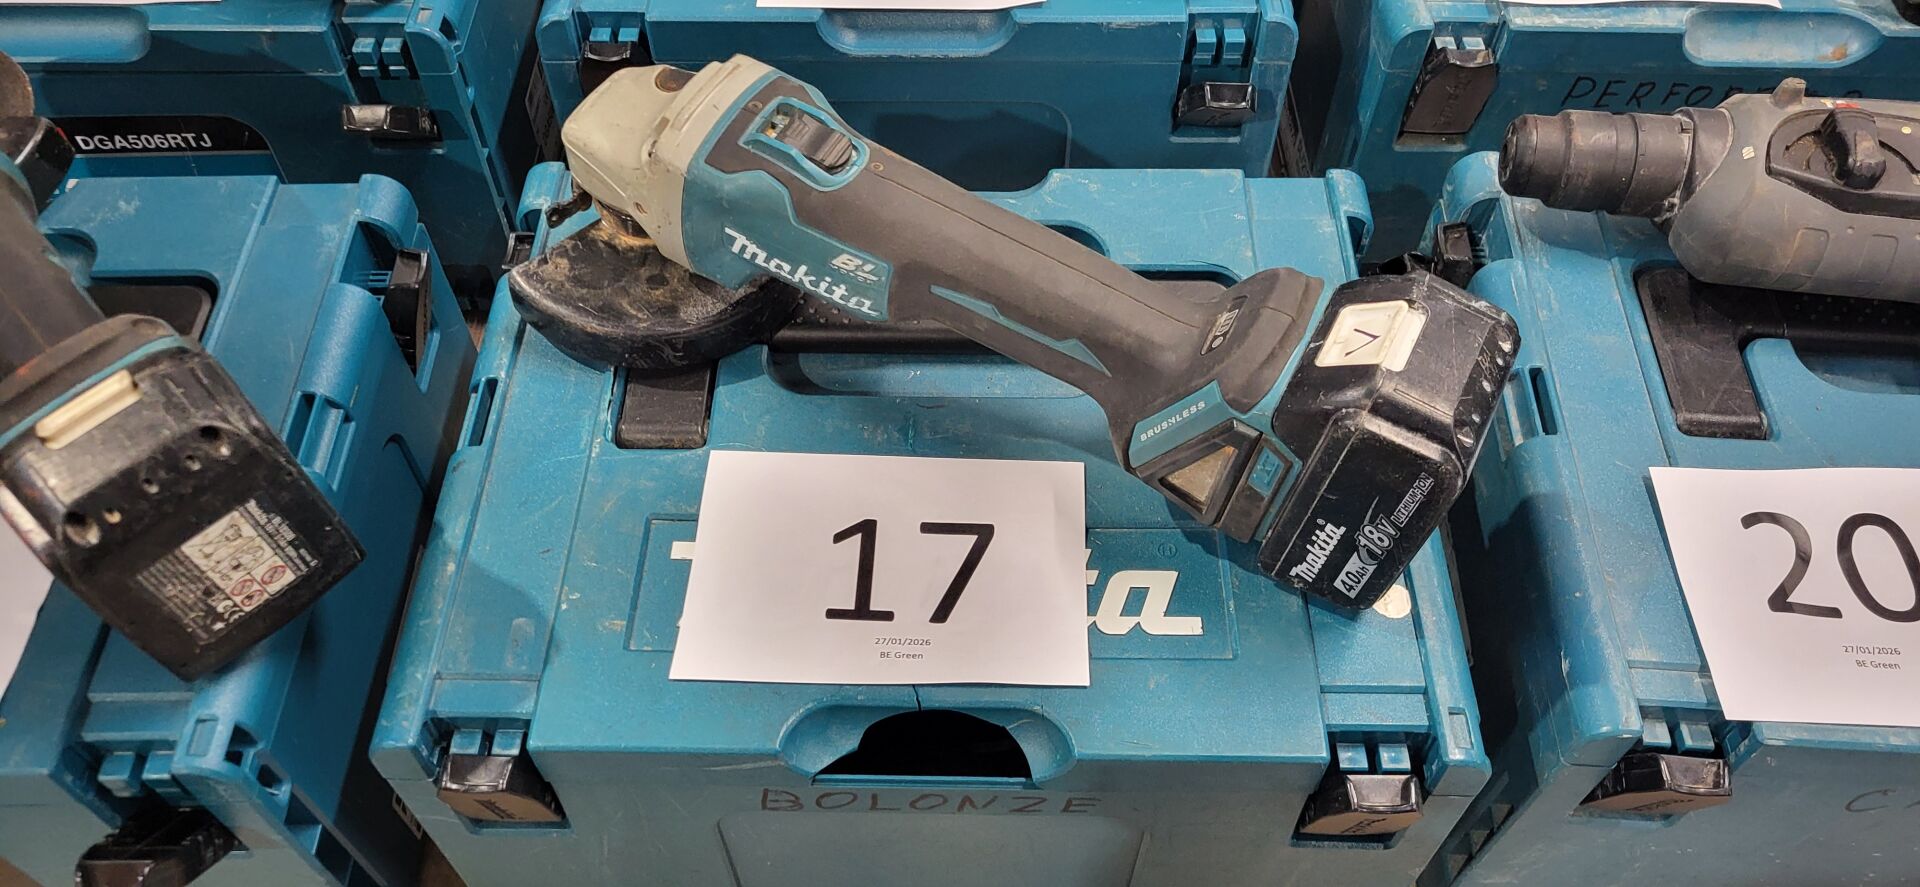 DGA506RTJ
PERFOR
makita
BL
BRUSHLESS
makita
18V
LITHIUM-ION
4.0Ah
V
17
27/01/2026
BE Green
20
27/01/2026
BE Green
ta
®
BOLONZE
C